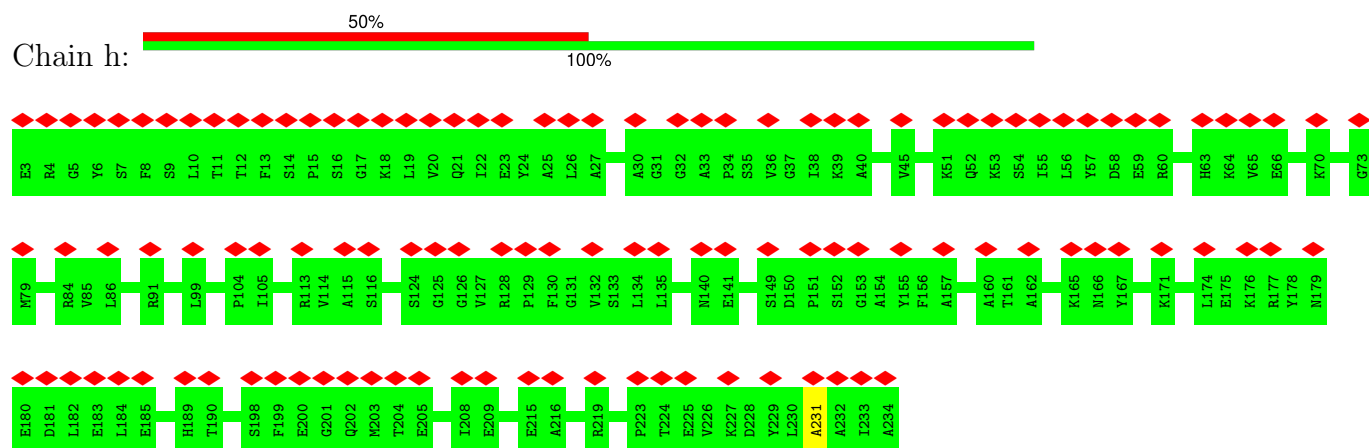 50%
Chain h:
100%
E3 R4 G5 Y6 S7 F8 S9 L10 T11 T12 F13 S14 P15 S16 G17 K18 L19 V20 Q21 I22 E23 Y24 A25 L26 A27 A30 G31 G32 A33 P34 S35 V36 G37 I38 K39 A40 V45 K51 Q52 K53 S54 I55 L56 Y57 D58 E59 R60 H63 K64 V65 E66 K70 G73
M79 R84 V85 L86 R91 L99 P104 I105 R113 V114 A115 S116 S124 G125 G126 V127 R128 P129 F130 G131 V132 S133 L134 L135 N140 E141 S149 D150 P151 S152 G153 A154 Y155 F156 A157 A160 T161 A162 K165 N166 Y167 K171 L174 E175 K176 R177 Y178 N179
E180 D181 L182 E183 L184 E185 H189 T190 S198 F199 E200 G201 Q202 M203 T204 E205 I208 E209 E215 A216 R219 P223 T224 E225 V226 K227 D228 Y229 L230 A231 A232 I233 A234